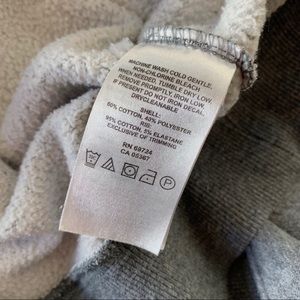 MACHINE WASH COLD GENTLE,
NON-CHLORINE BLEACH
WHEN NEEDED, TUMBLE DRY LOW,
REMOVE PROMPTLY, IRON LOW
IF PRESENT DO NOT IRON DECAL.
DRYCLEANABLE
SHELL:
60% COTTON, 40% POLYESTER
RIB:
95% COTTON, 5% ELASTANE
EXCLUSIVE OF TRIMMING
RN 69724
CA 05367
P